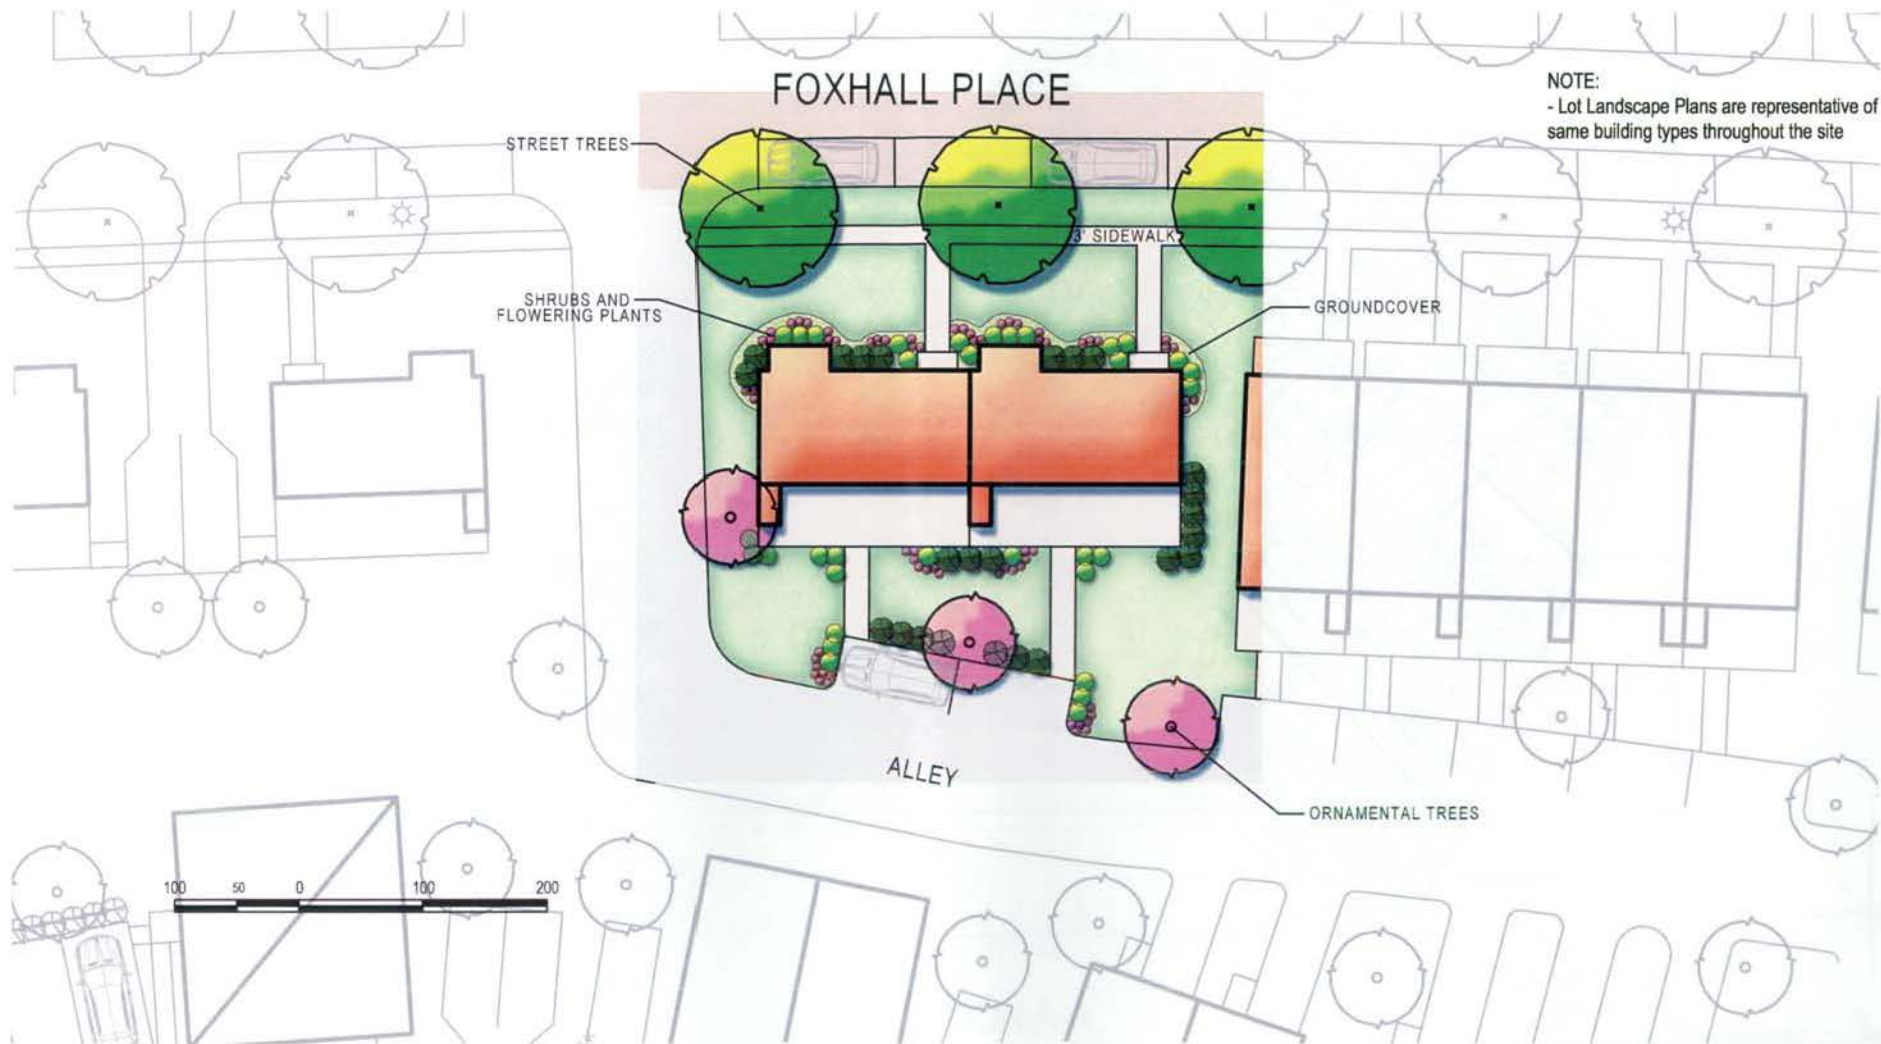 FOXHALL PLACE
NOTE:
- Lot Landscape Plans are representative of
same building types throughout the site
STREET TREES
3' SIDEWALK
SHRUBS AND
FLOWERING PLANTS
GROUNDCOVER
ALLEY
ORNAMENTAL TREES
100 50 0 100 200